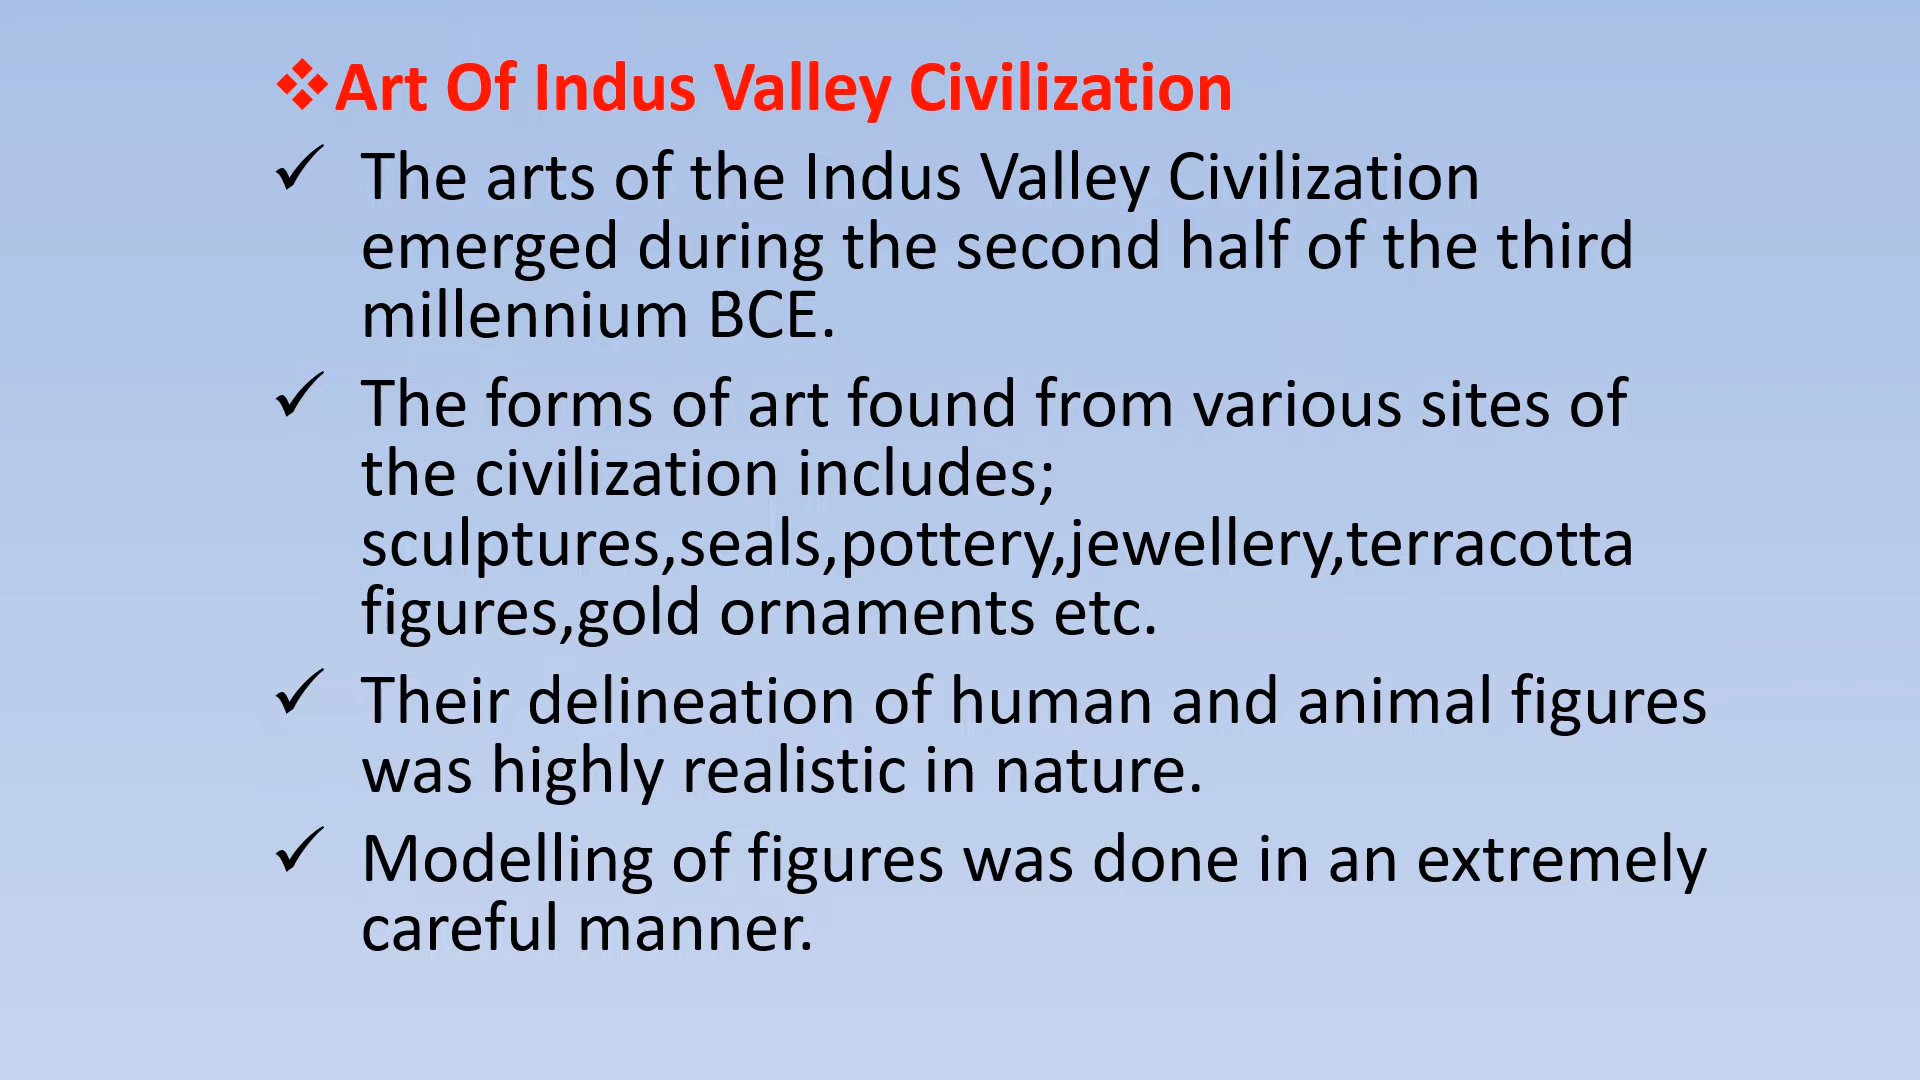 ❖Art Of Indus Valley Civilization
✓ The arts of the Indus Valley Civilization
emerged during the second half of the third
millennium BCE.
✓ The forms of art found from various sites of
the civilization includes;
sculptures,seals,pottery,jewellery,terracotta
figures,gold ornaments etc.
✓ Their delineation of human and animal figures
was highly realistic in nature.
✓ Modelling of figures was done in an extremely
careful manner.